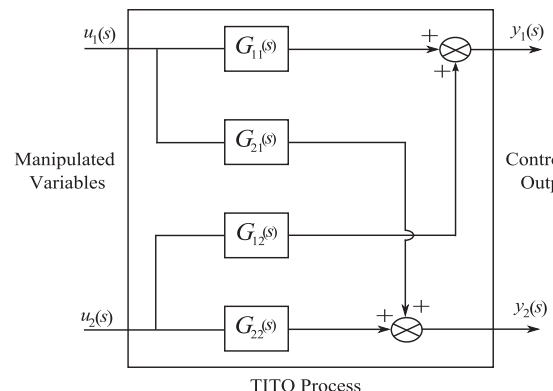 u₁(s)
G₁₁(s)
+
+
y₁(s)
G₂₁(s)
Manipulated
Variables
G₁₂(s)
u₂(s)
G₂₂(s)
+
+
y₂(s)
TITO Process